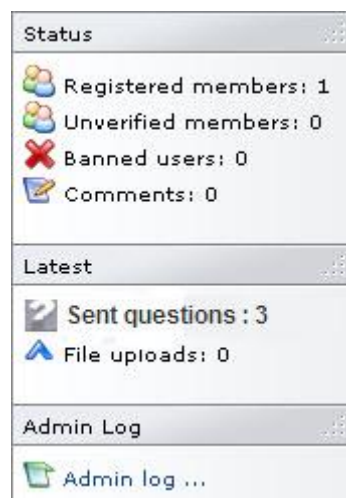 Status
Registered members: 1
Unverified members: 0
Banned users: 0
Comments: 0
Latest
Sent questions : 3
File uploads: 0
Admin Log
Admin log ...